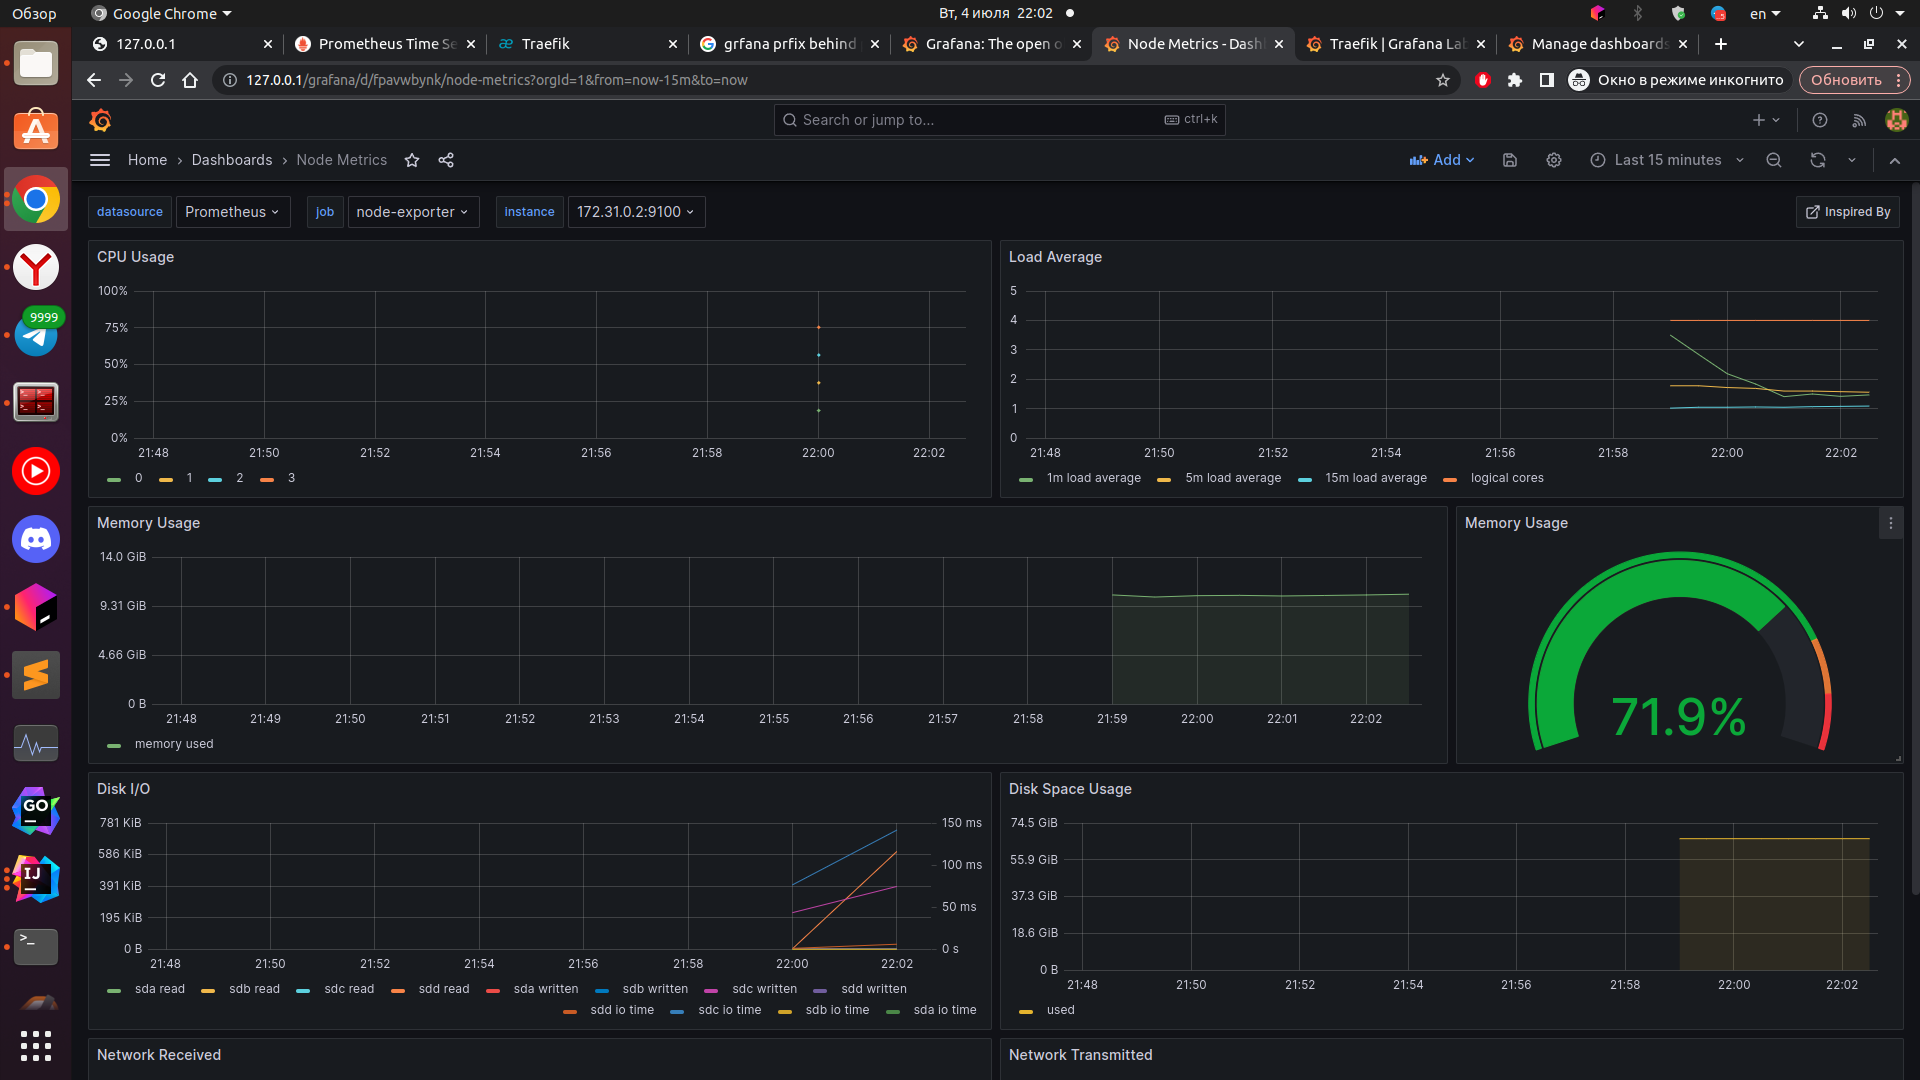 Обзор
Google Chrome
Вт, 4 июля 22:02
en
127.0.0.1
Prometheus Time Se
Traefik
grfana prfix behind
Grafana: The open o
Node Metrics - Dash
Traefik | Grafana La
Manage dashboards
127.0.0.1/grafana/d/fpavwbynk/node-metrics?orgId=1&from=now-15m&to=now
Окно в режиме инкогнито
Обновить
Search or jump to...
ctrl+k
Home › Dashboards › Node Metrics
Add
Last 15 minutes
datasource Prometheus
job node-exporter
instance 172.31.0.2:9100
Inspired By
9999
CPU Usage
100%
75%
50%
25%
0%
21:48 21:50 21:52 21:54 21:56 21:58 22:00 22:02
0 1 2 3
Load Average
5
4
3
2
1
0
21:48 21:50 21:52 21:54 21:56 21:58 22:00 22:02
1m load average 5m load average 15m load average logical cores
Memory Usage
14.0 GiB
9.31 GiB
4.66 GiB
0 B
21:48 21:49 21:50 21:51 21:52 21:53 21:54 21:55 21:56 21:57 21:58 21:59 22:00 22:01 22:02
memory used
Memory Usage
71.9%
GO
IJ
>_
Disk I/O
781 KiB
586 KiB
391 KiB
195 KiB
0 B
150 ms
100 ms
50 ms
0 s
21:48 21:50 21:52 21:54 21:56 21:58 22:00 22:02
sda read sdb read sdc read sdd read sda written sdb written sdc written sdd written
sdd io time sdc io time sdb io time sda io time
Disk Space Usage
74.5 GiB
55.9 GiB
37.3 GiB
18.6 GiB
0 B
21:48 21:50 21:52 21:54 21:56 21:58 22:00 22:02
used
Network Received
Network Transmitted